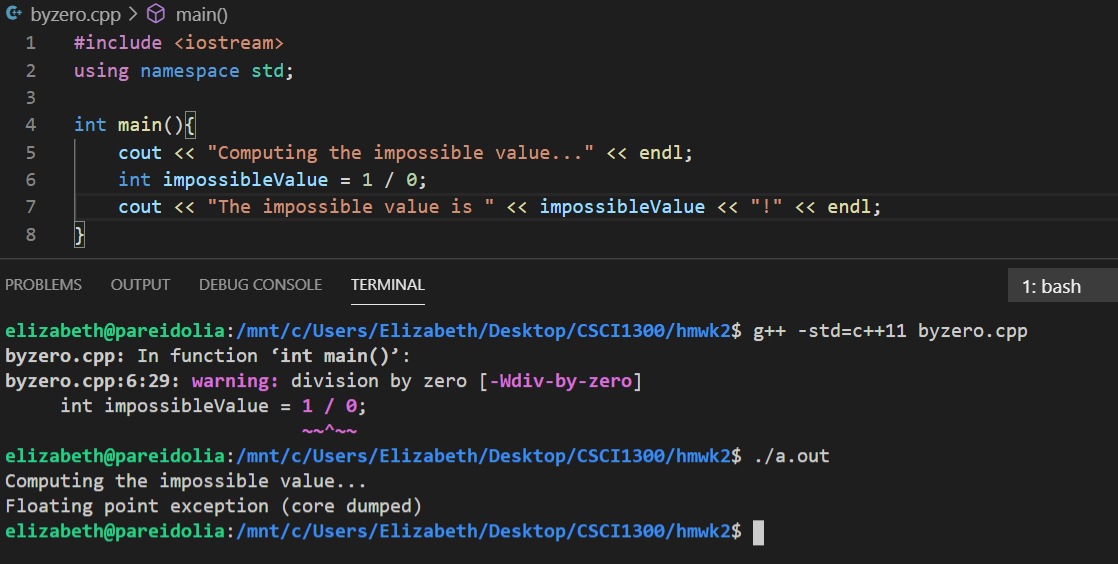 byzero.cpp > main()
1 #include <iostream>
2 using namespace std;
3
4 int main(){
5 cout << "Computing the impossible value..." << endl;
6 int impossibleValue = 1 / 0;
7 cout << "The impossible value is " << impossibleValue << "!" << endl;
8 }
PROBLEMS OUTPUT DEBUG CONSOLE TERMINAL 1: bash
elizabeth@pareidolia:/mnt/c/Users/Elizabeth/Desktop/CSCI1300/hmwk2$ g++ -std=c++11 byzero.cpp
byzero.cpp: In function ‘int main()’:
byzero.cpp:6:29: warning: division by zero [-Wdiv-by-zero]
int impossibleValue = 1 / 0;
~~^~~
elizabeth@pareidolia:/mnt/c/Users/Elizabeth/Desktop/CSCI1300/hmwk2$ ./a.out
Computing the impossible value...
Floating point exception (core dumped)
elizabeth@pareidolia:/mnt/c/Users/Elizabeth/Desktop/CSCI1300/hmwk2$